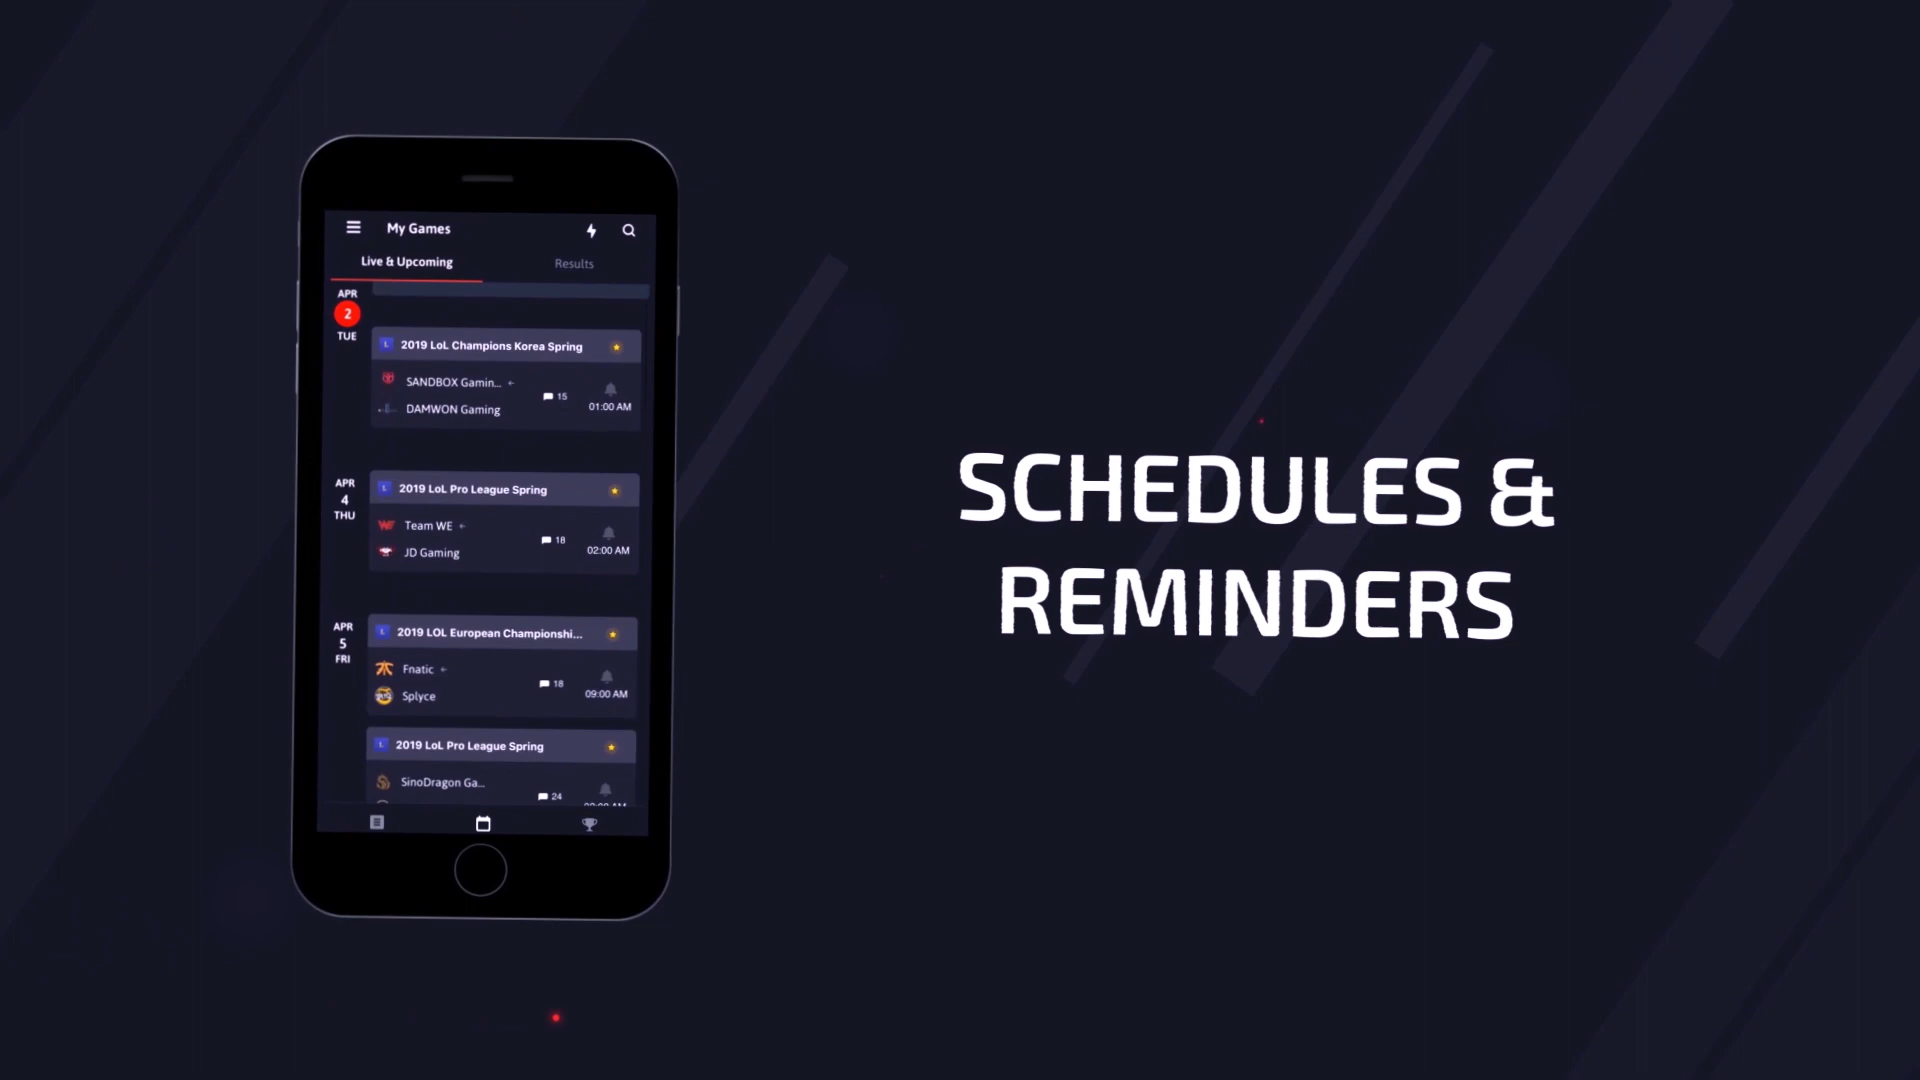 My Games
Live & Upcoming
Results
APR
2
TUE
L 2019 LoL Champions Korea Spring
SANDBOX Gamin...
DAMWON Gaming
15
01:00 AM
APR
4
THU
L 2019 LoL Pro League Spring
Team WE
JD Gaming
18
02:00 AM
APR
5
FRI
L 2019 LOL European Championshi...
Fnatic
Splyce
18
09:00 AM
L 2019 LoL Pro League Spring
SinoDragon Ga...
24
SCHEDULES &
REMINDERS